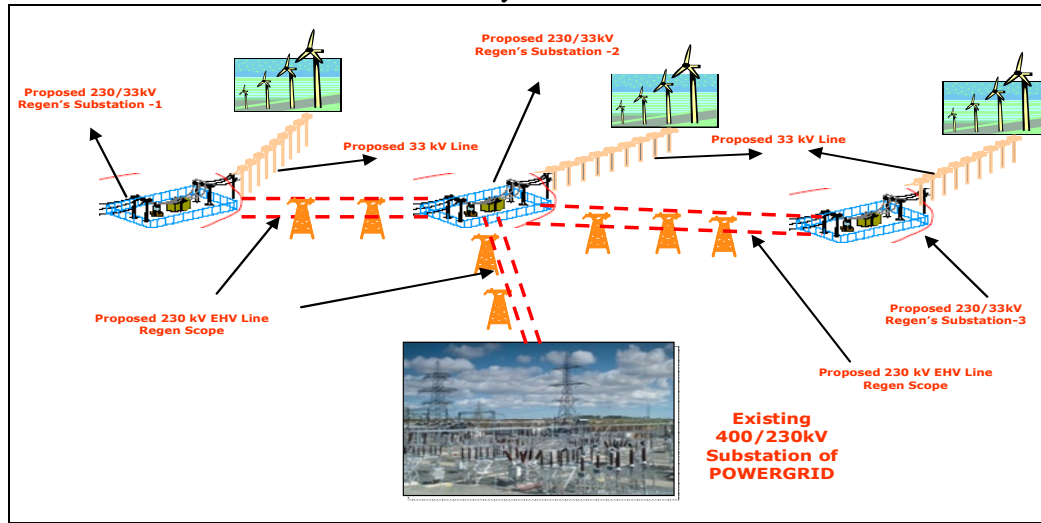 Proposed 230/33kV
Regen's Substation -2
Proposed 230/33kV
Regen's Substation -1
Proposed 33 kV Line
Proposed 33 kV Line
Proposed 230 kV EHV Line
Regen Scope
Proposed 230/33kV
Regen's Substation-3
Proposed 230 kV EHV Line
Regen Scope
Existing
400/230kV
Substation of
POWERGRID